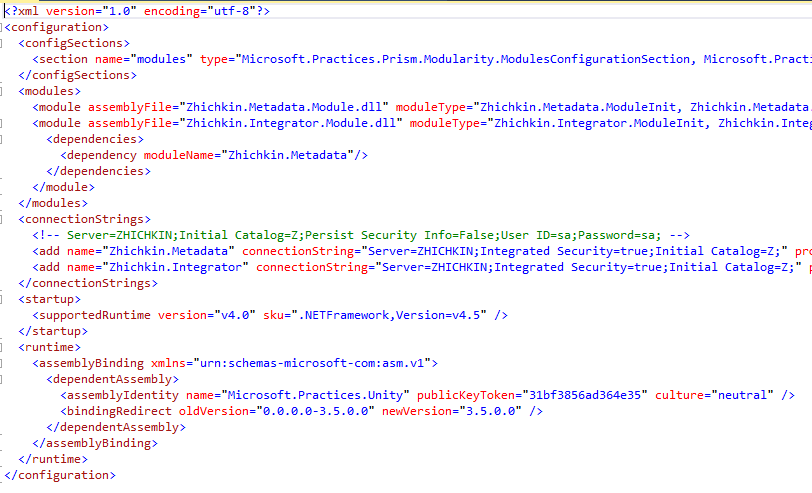 <?xml version="1.0" encoding="utf-8"?>
<configuration>
<configSections>
<section name="modules" type="Microsoft.Practices.Prism.Modularity.ModulesConfigurationSection, Microsoft.Practi
</configSections>
<modules>
<module assemblyFile="Zhichkin.Metadata.Module.dll" moduleType="Zhichkin.Metadata.ModuleInit, Zhichkin.Metadata.
<module assemblyFile="Zhichkin.Integrator.Module.dll" moduleType="Zhichkin.Integrator.ModuleInit, Zhichkin.Integ
<dependencies>
<dependency moduleName="Zhichkin.Metadata"/>
</dependencies>
</module>
</modules>
<connectionStrings>
<!-- Server=ZHICHKIN;Initial Catalog=Z;Persist Security Info=False;User ID=sa;Password=sa; -->
<add name="Zhichkin.Metadata" connectionString="Server=ZHICHKIN;Integrated Security=true;Initial Catalog=Z;" pro
<add name="Zhichkin.Integrator" connectionString="Server=ZHICHKIN;Integrated Security=true;Initial Catalog=Z;" p
</connectionStrings>
<startup>
<supportedRuntime version="v4.0" sku=".NETFramework,Version=v4.5" />
</startup>
<runtime>
<assemblyBinding xmlns="urn:schemas-microsoft-com:asm.v1">
<dependentAssembly>
<assemblyIdentity name="Microsoft.Practices.Unity" publicKeyToken="31bf3856ad364e35" culture="neutral" />
<bindingRedirect oldVersion="0.0.0.0-3.5.0.0" newVersion="3.5.0.0" />
</dependentAssembly>
</assemblyBinding>
</runtime>
</configuration>